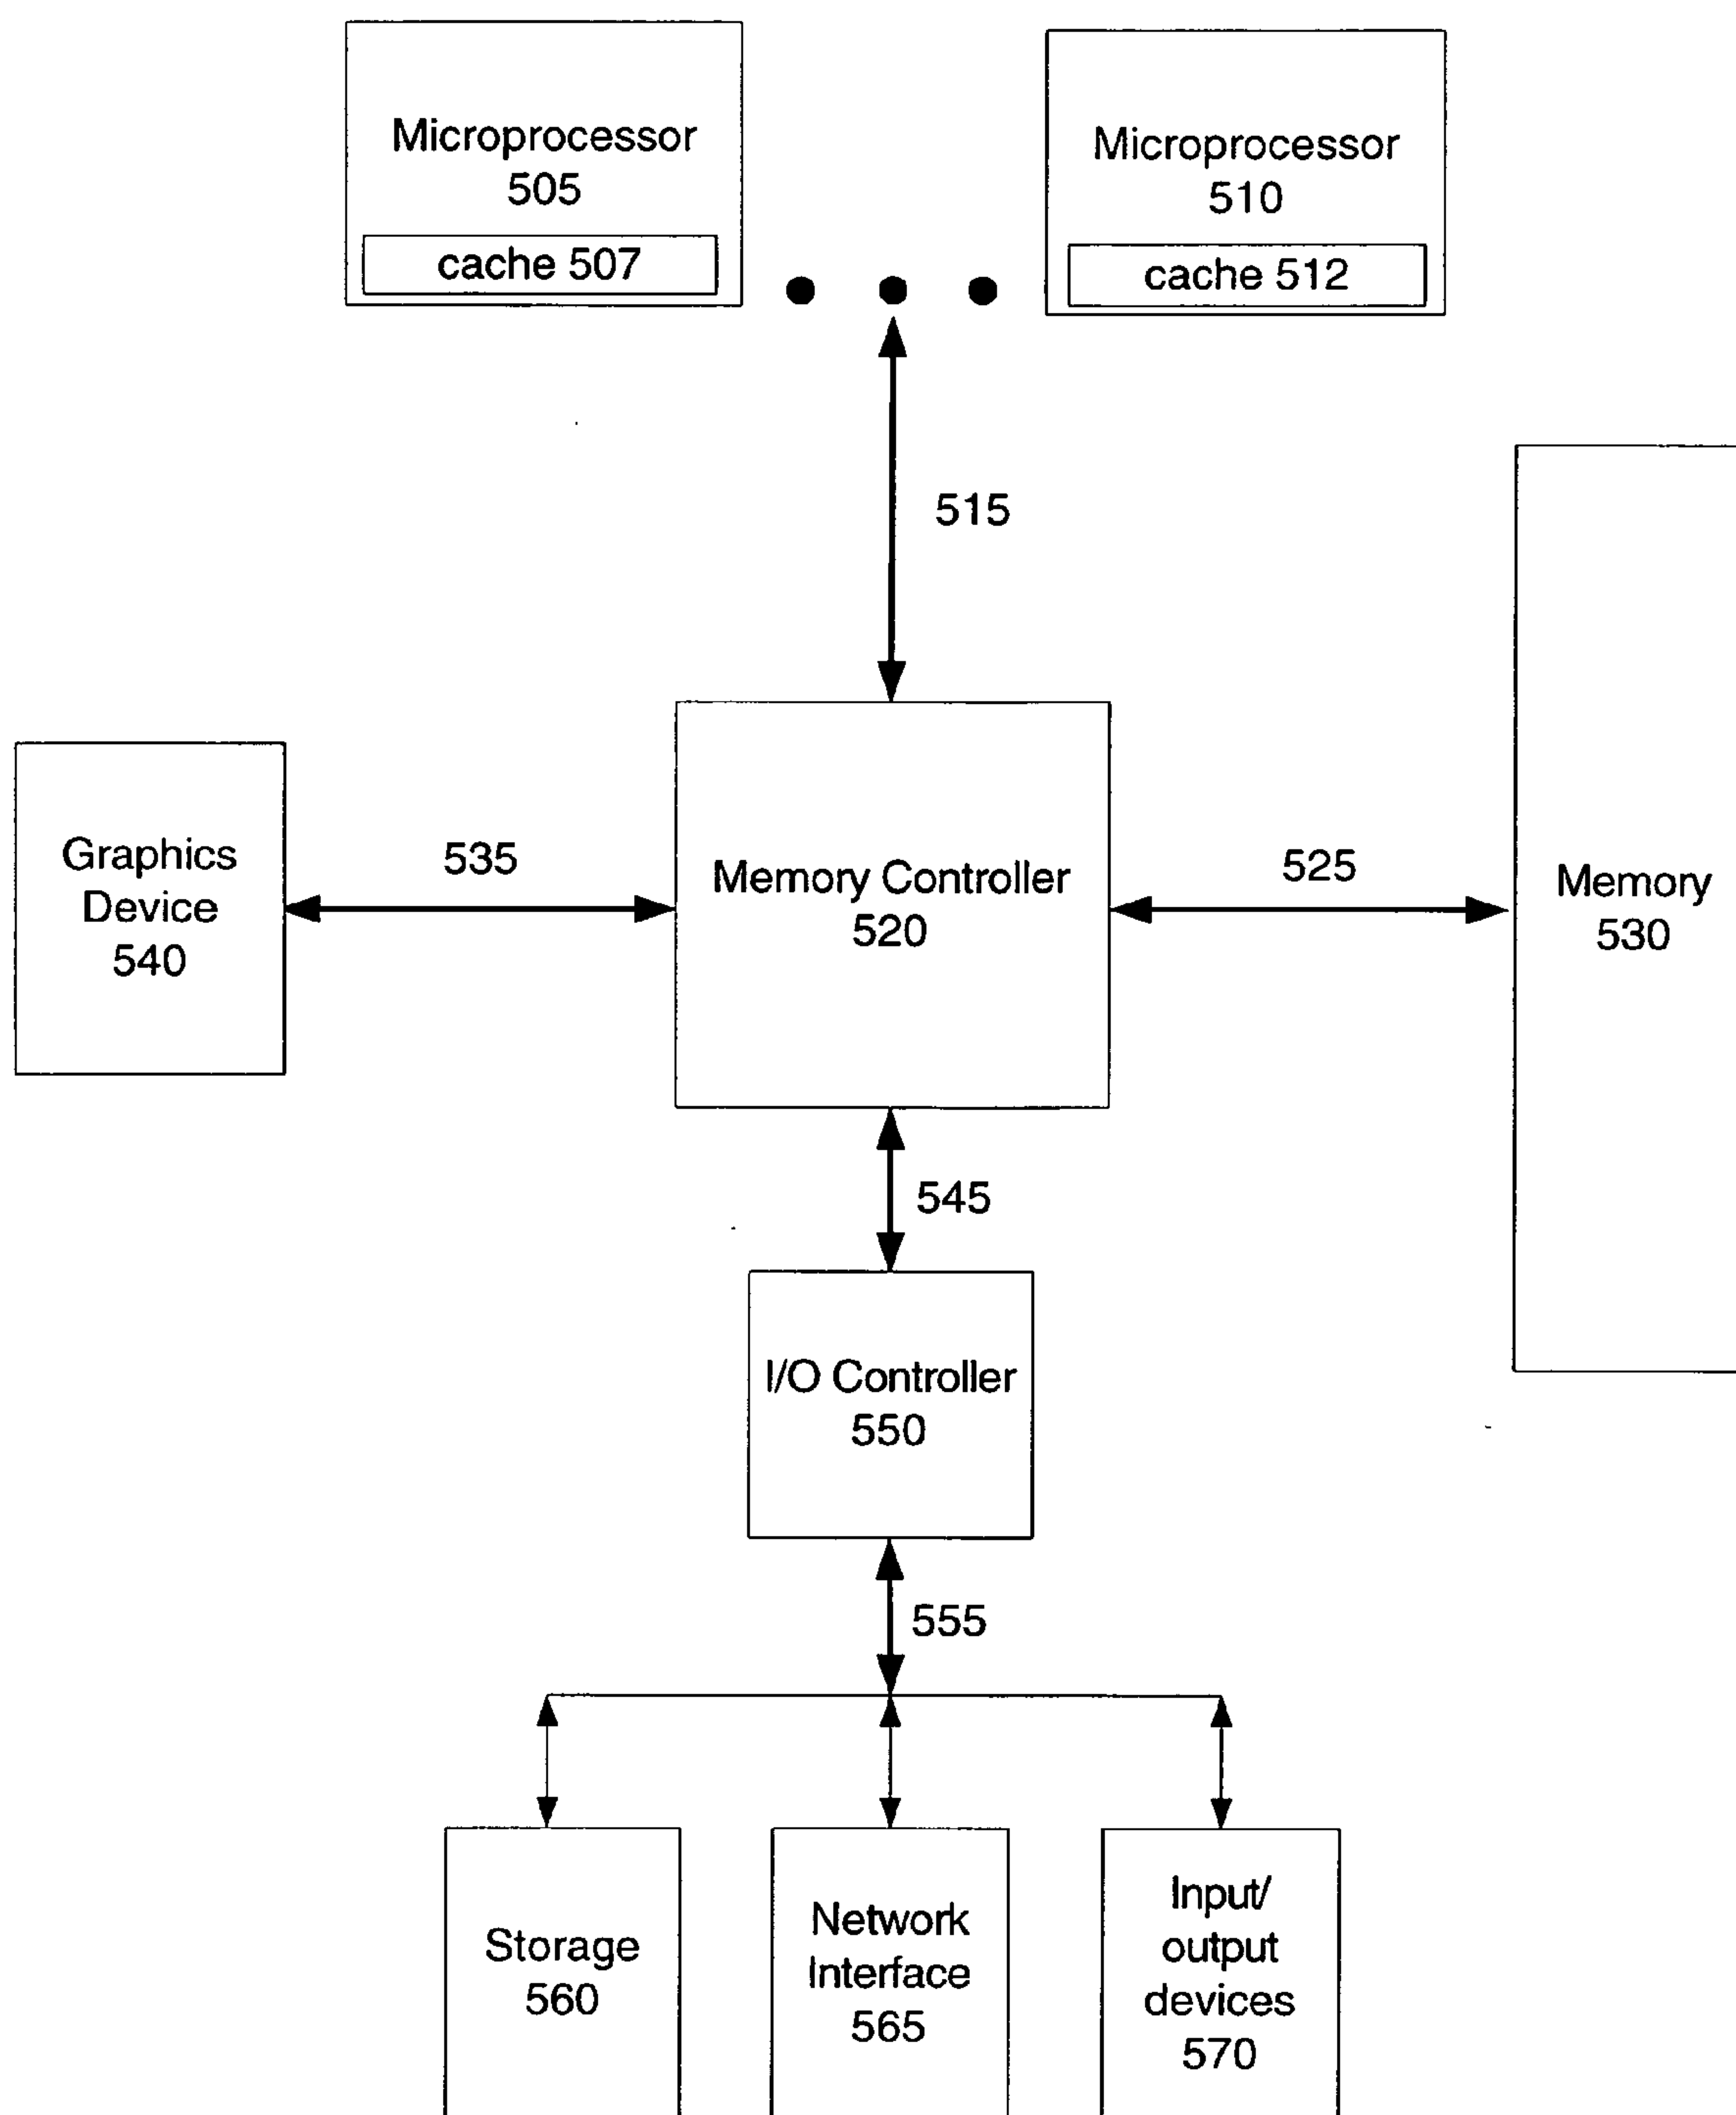 Microprocessor
505
cache 507
Microprocessor
510
cache 512
515
Graphics
Device
540
535
Memory Controller
520
525
Memory
530
545
I/O Controller
550
555
Storage
560
Network
Interface
565
Input/
output
devices
570